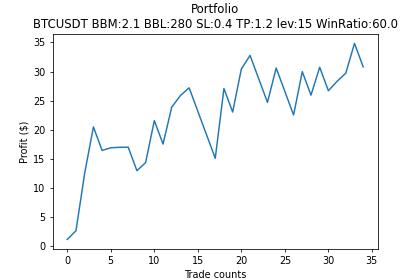 Portfolio
BTCUSDT BBM:2.1 BBL:280 SL:0.4 TP:1.2 lev:15 WinRatio:60.0
35
30
25
20
15
10
5
0
Profit ($)
0 5 10 15 20 25 30 35
Trade counts